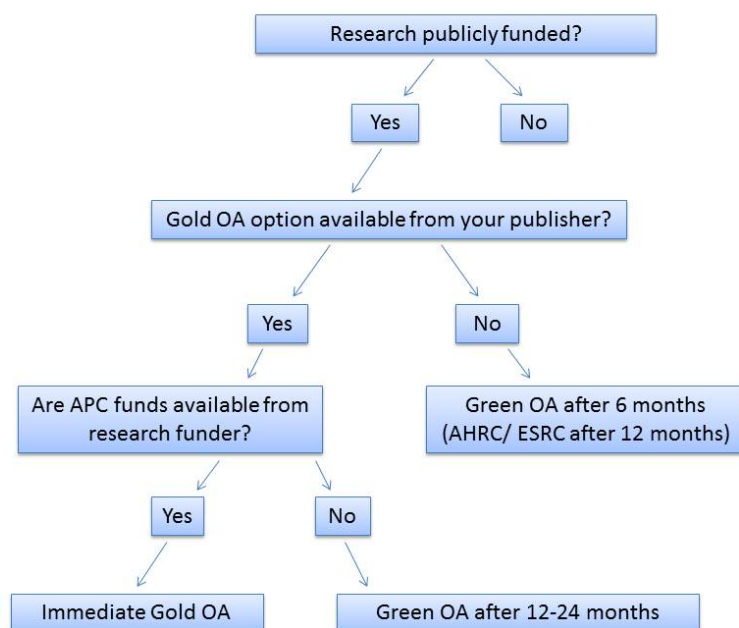 Research publicly funded?
Yes
No
Gold OA option available from your publisher?
Yes
No
Are APC funds available from
research funder?
Green OA after 6 months
(AHRC/ ESRC after 12 months)
Yes
No
Immediate Gold OA
Green OA after 12-24 months